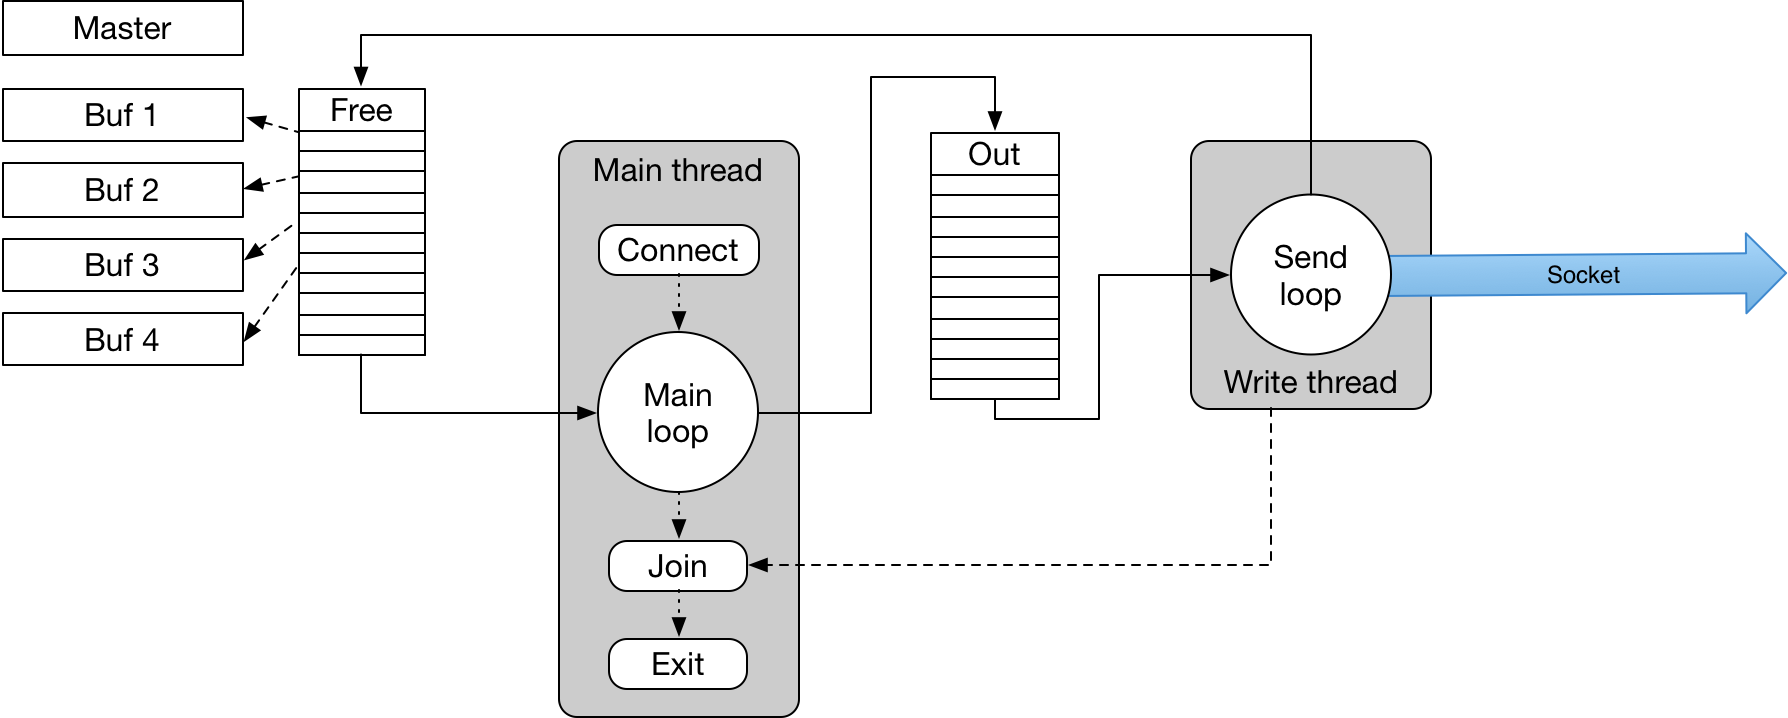 Master
Buf 1
Buf 2
Buf 3
Buf 4
Free
Main thread
Connect
Main
loop
Join
Exit
Out
Send
loop
Write thread
Socket